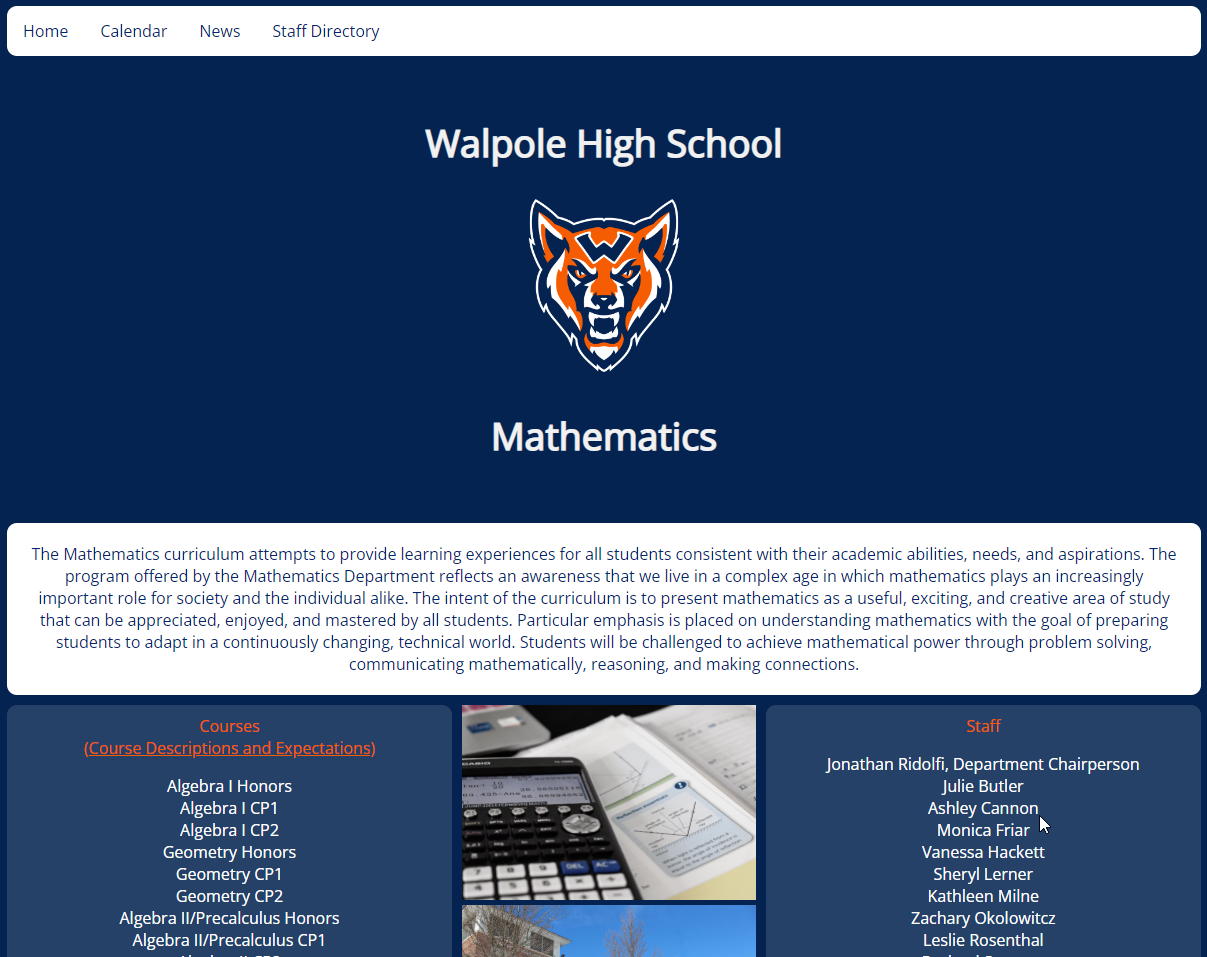 Home Calendar News Staff Directory
Walpole High School
Mathematics
The Mathematics curriculum attempts to provide learning experiences for all students consistent with their academic abilities, needs, and aspirations. The
program offered by the Mathematics Department reflects an awareness that we live in a complex age in which mathematics plays an increasingly
important role for society and the individual alike. The intent of the curriculum is to present mathematics as a useful, exciting, and creative area of study
that can be appreciated, enjoyed, and mastered by all students. Particular emphasis is placed on understanding mathematics with the goal of preparing
students to adapt in a continuously changing, technical world. Students will be challenged to achieve mathematical power through problem solving,
communicating mathematically, reasoning, and making connections.
Courses
(Course Descriptions and Expectations)
Algebra I Honors
Algebra I CP1
Algebra I CP2
Geometry Honors
Geometry CP1
Geometry CP2
Algebra II/Precalculus Honors
Algebra II/Precalculus CP1
CASIO
DEL AC
Staff
Jonathan Ridolfi, Department Chairperson
Julie Butler
Ashley Cannon
Monica Friar
Vanessa Hackett
Sheryl Lerner
Kathleen Milne
Zachary Okolowitcz
Leslie Rosenthal